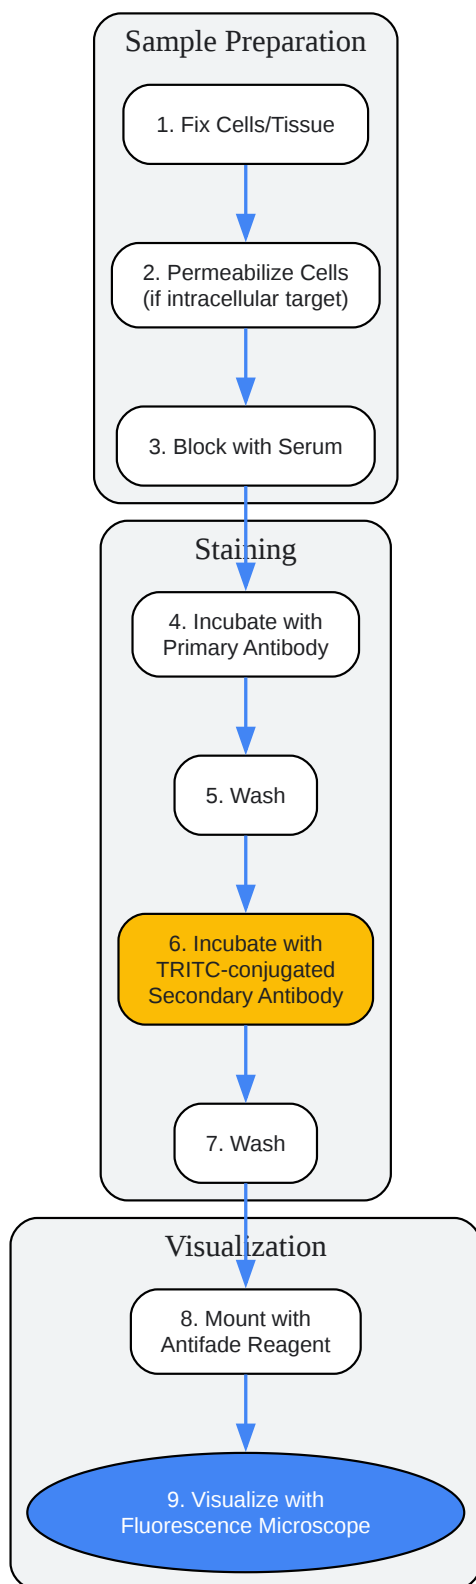 Sample Preparation
1. Fix Cells/Tissue
2. Permeabilize Cells
(if intracellular target)
3. Block with Serum
Staining
4. Incubate with
Primary Antibody
5. Wash
6. Incubate with
TRITC-conjugated
Secondary Antibody
7. Wash
Visualization
8. Mount with
Antifade Reagent
9. Visualize with
Fluorescence Microscope